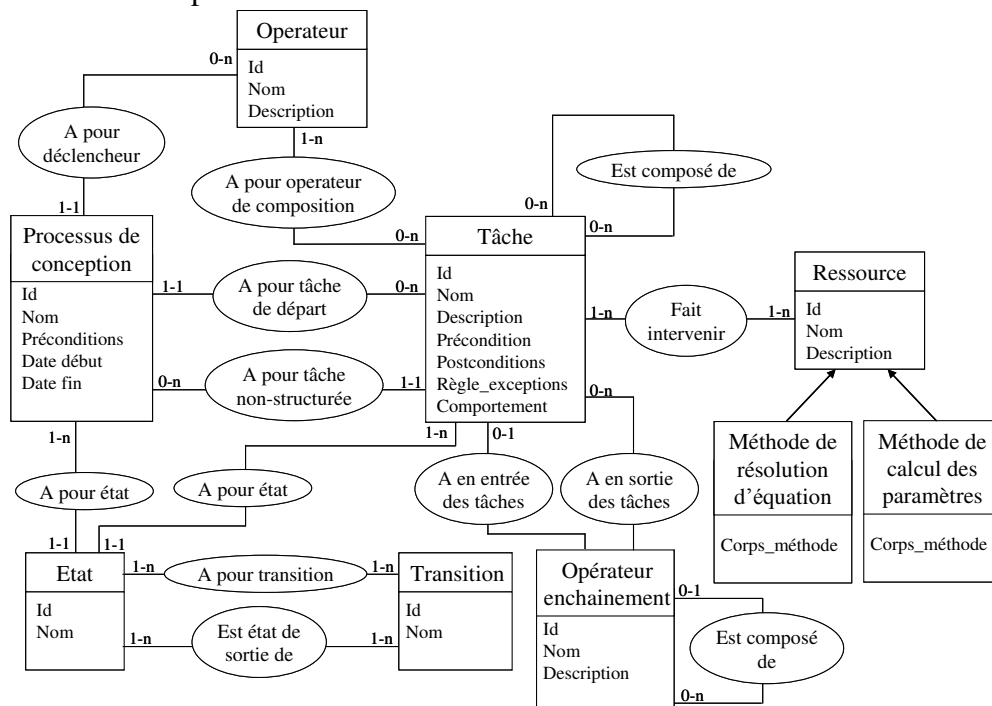 Operateur
Id
Nom
Description
0-n
1-n
A pour
déclencheur
A pour operateur
de composition
Est composé de
0-n
0-n
1-1
0-n
Processus de
conception
Id
Nom
Préconditions
Date début
Date fin
1-1
A pour tâche
de départ
0-n
0-n
A pour tâche
non-structurée
1-1
Tâche
Id
Nom
Description
Précondition
Postconditions
Règle_exceptions
Comportement
1-n
Fait
intervenir
1-n
Ressource
Id
Nom
Description
1-n
1-n
0-1
0-n
A pour état
A pour état
A en entrée
des tâches
A en sortie
des tâches
Méthode de
résolution
d'équation
Corps_méthode
Méthode de
calcul des
paramètres
Corps_méthode
1-1
1-1
Etat
Id
Nom
1-n
A pour transition
1-n
1-n
Est état de
sortie de
1-n
Transition
Id
Nom
Opérateur
enchainement
Id
Nom
Description
0-1
Est composé
de
0-n